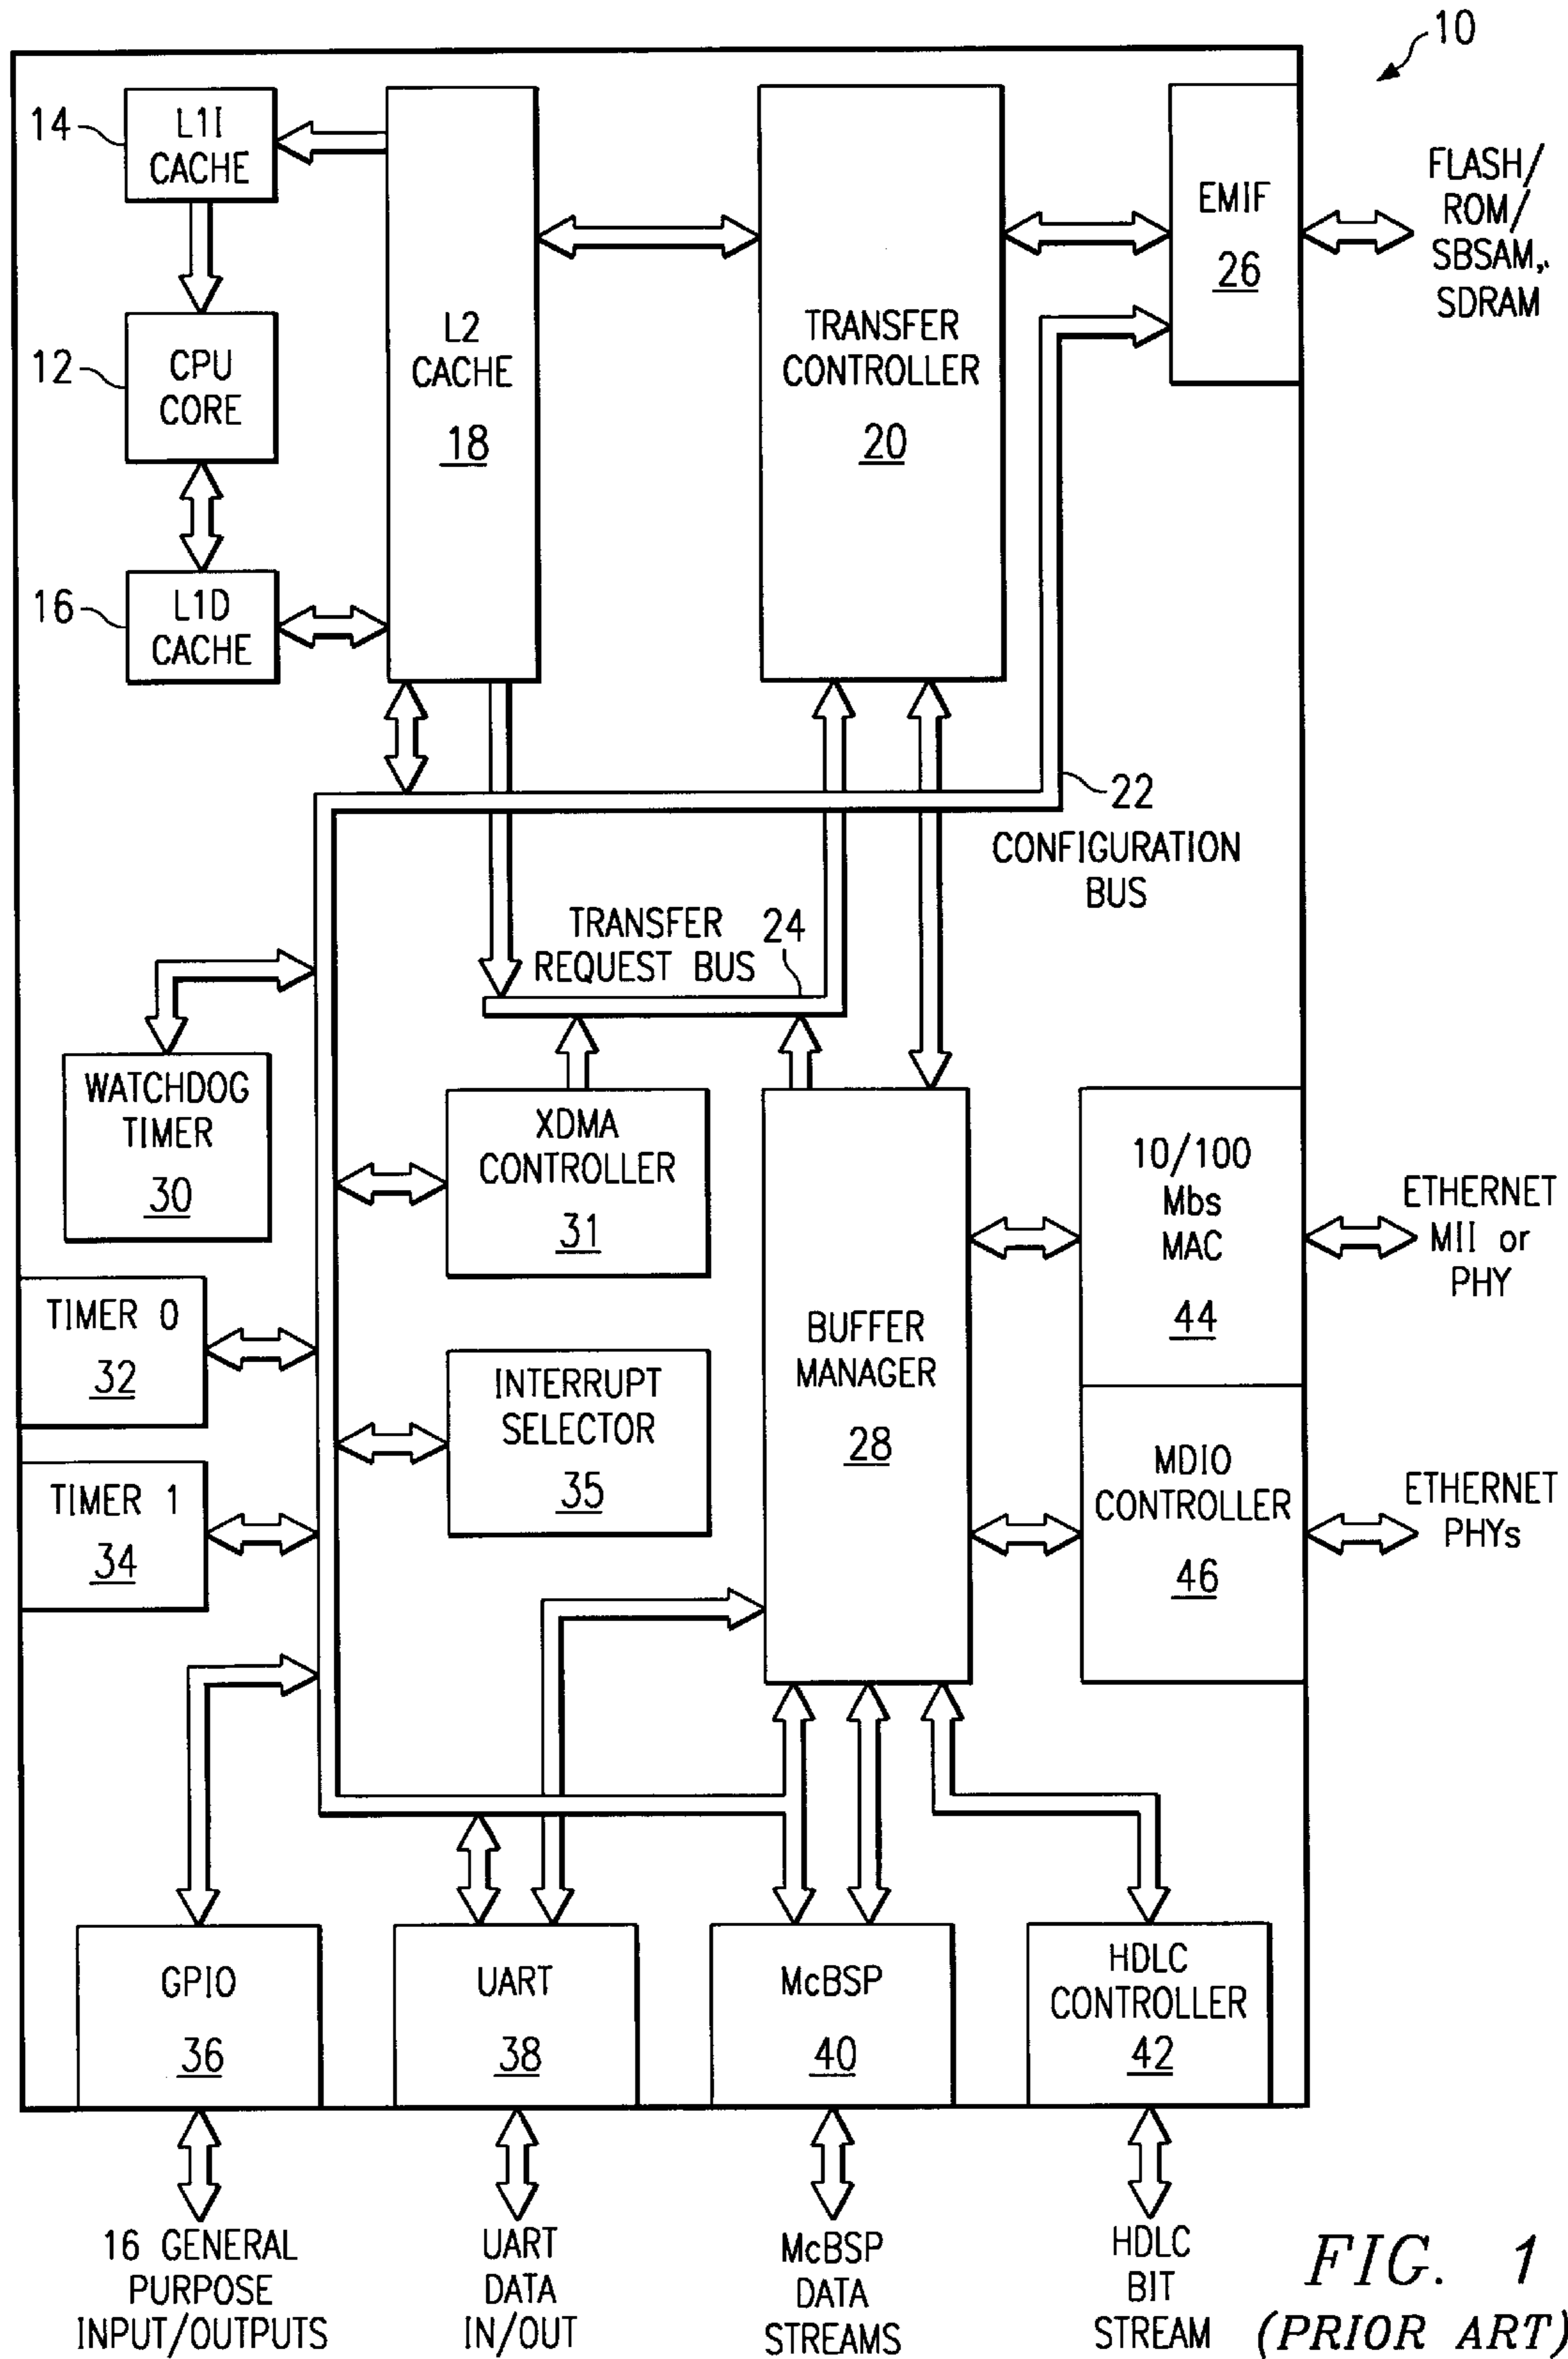 10
14
L1I
CACHE
L2
CACHE
18
TRANSFER
CONTROLLER
20
EMIF
26
FLASH/
ROM/
SBSAM,
SDRAM
12
CPU
CORE
16
L1D
CACHE
22
CONFIGURATION
BUS
TRANSFER
REQUEST BUS
24
WATCHDOG
TIMER
30
XDMA
CONTROLLER
31
TIMER 0
32
INTERRUPT
SELECTOR
35
TIMER 1
34
BUFFER
MANAGER
28
10/100
Mbs
MAC
44
ETHERNET
MII or
PHY
MDIO
CONTROLLER
46
ETHERNET
PHYs
GPIO
36
UART
38
McBSP
40
HDLC
CONTROLLER
42
16 GENERAL
PURPOSE
INPUT/OUTPUTS
UART
DATA
IN/OUT
McBSP
DATA
STREAMS
HDLC
BIT
STREAM
FIG. 1
(PRIOR ART)